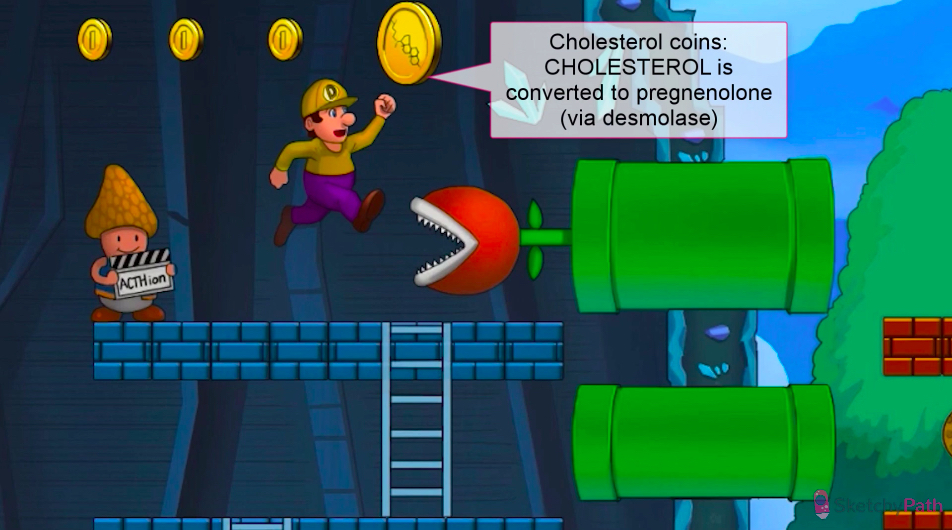 Cholesterol coins:
CHOLESTEROL is
converted to pregnenolone
(via desmolase)
ACTHion
SketchyPath